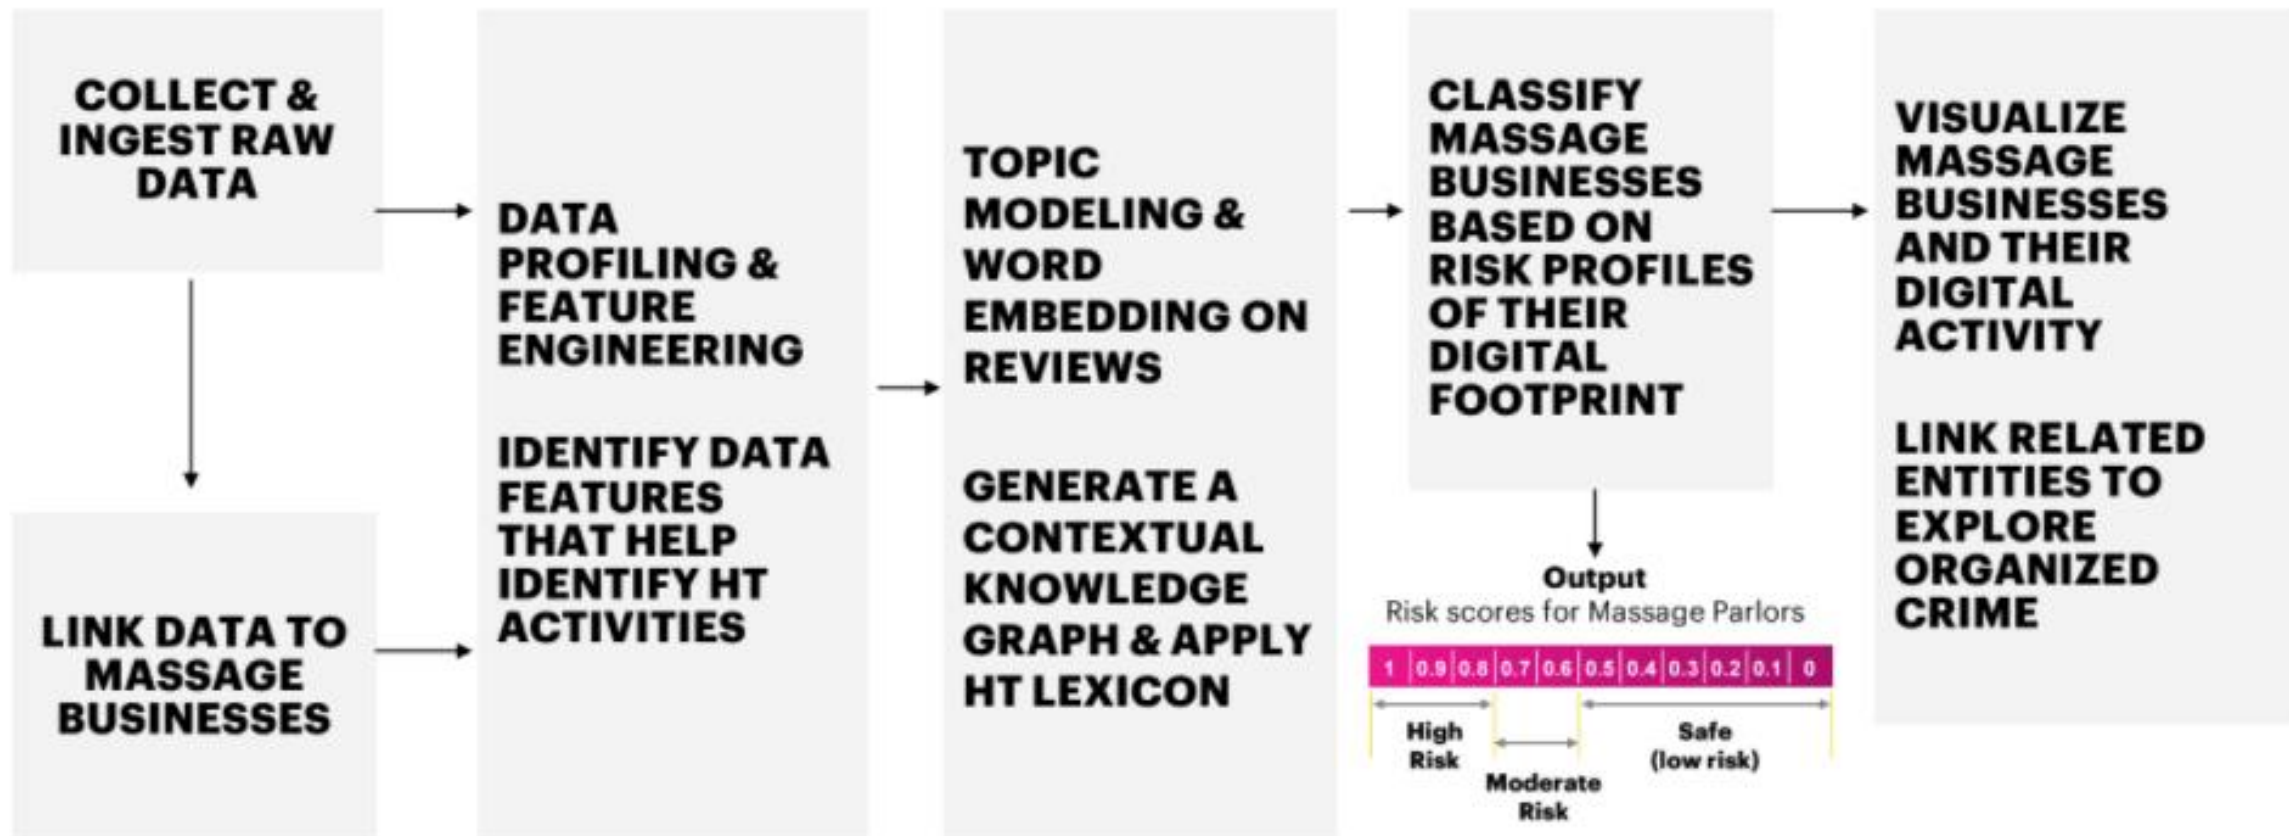 COLLECT &
INGEST RAW
DATA
LINK DATA TO
MASSAGE
BUSINESSES
DATA
PROFILING &
FEATURE
ENGINEERING
IDENTIFY DATA
FEATURES
THAT HELP
IDENTIFY HT
ACTIVITIES
TOPIC
MODELING &
WORD
EMBEDDING ON
REVIEWS
GENERATE A
CONTEXTUAL
KNOWLEDGE
GRAPH & APPLY
HT LEXICON
CLASSIFY
MASSAGE
BUSINESSES
BASED ON
RISK PROFILES
OF THEIR
DIGITAL
FOOTPRINT
Output
Risk scores for Massage Parlors
1 0.9 0.8 0.7 0.6 0.5 0.4 0.3 0.2 0.1 0
High
Risk
Moderate
Risk
Safe
(low risk)
VISUALIZE
MASSAGE
BUSINESSES
AND THEIR
DIGITAL
ACTIVITY
LINK RELATED
ENTITIES TO
EXPLORE
ORGANIZED
CRIME